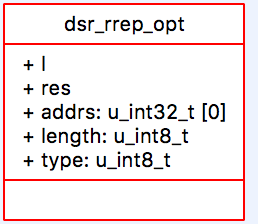 dsr_rrep_opt
+ l
+ res
+ addrs: u_int32_t [0]
+ length: u_int8_t
+ type: u_int8_t